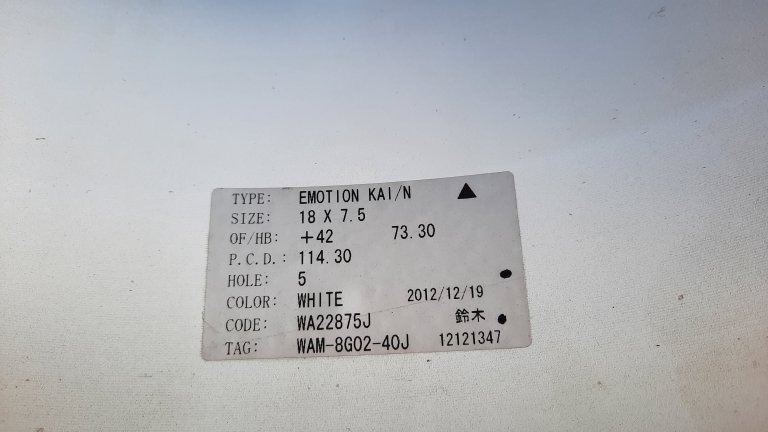 TYPE: EMOTION KAI/N ▲
SIZE: 18 X 7.5
OF/HB: +42 73.30
P.C.D.: 114.30
HOLE: 5
COLOR: WHITE 2012/12/19
CODE: WA22875J 鈴木
TAG: WAM-8G02-40J 12121347